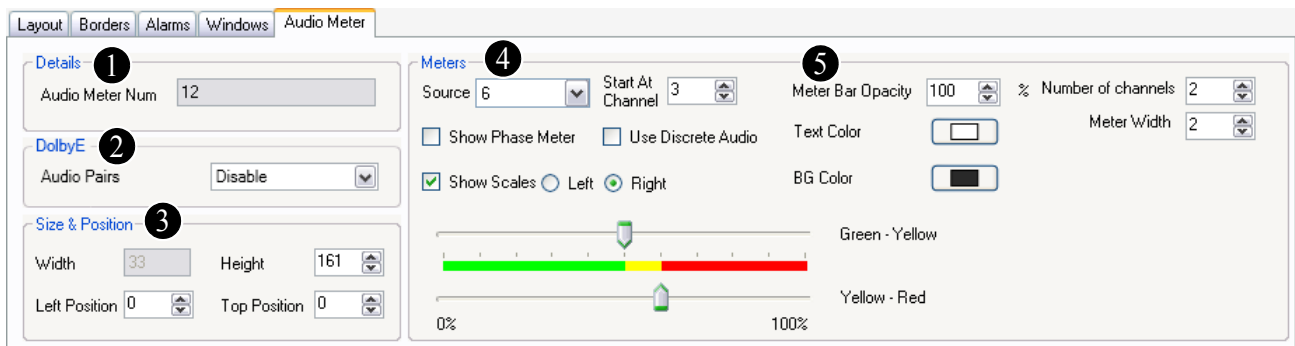 Layout Borders Alarms Windows Audio Meter
Details 1
Audio Meter Num 12
DolbyE 2
Audio Pairs Disable
Size & Position 3
Width 33 Height 161
Left Position 0 Top Position 0
Meters 4
Source 6 Start At Channel 3
Show Phase Meter Use Discrete Audio
Show Scales Left Right
5
Meter Bar Opacity 100 % Number of channels 2
Text Color Meter Width 2
BG Color
Green - Yellow
Yellow - Red
0% 100%